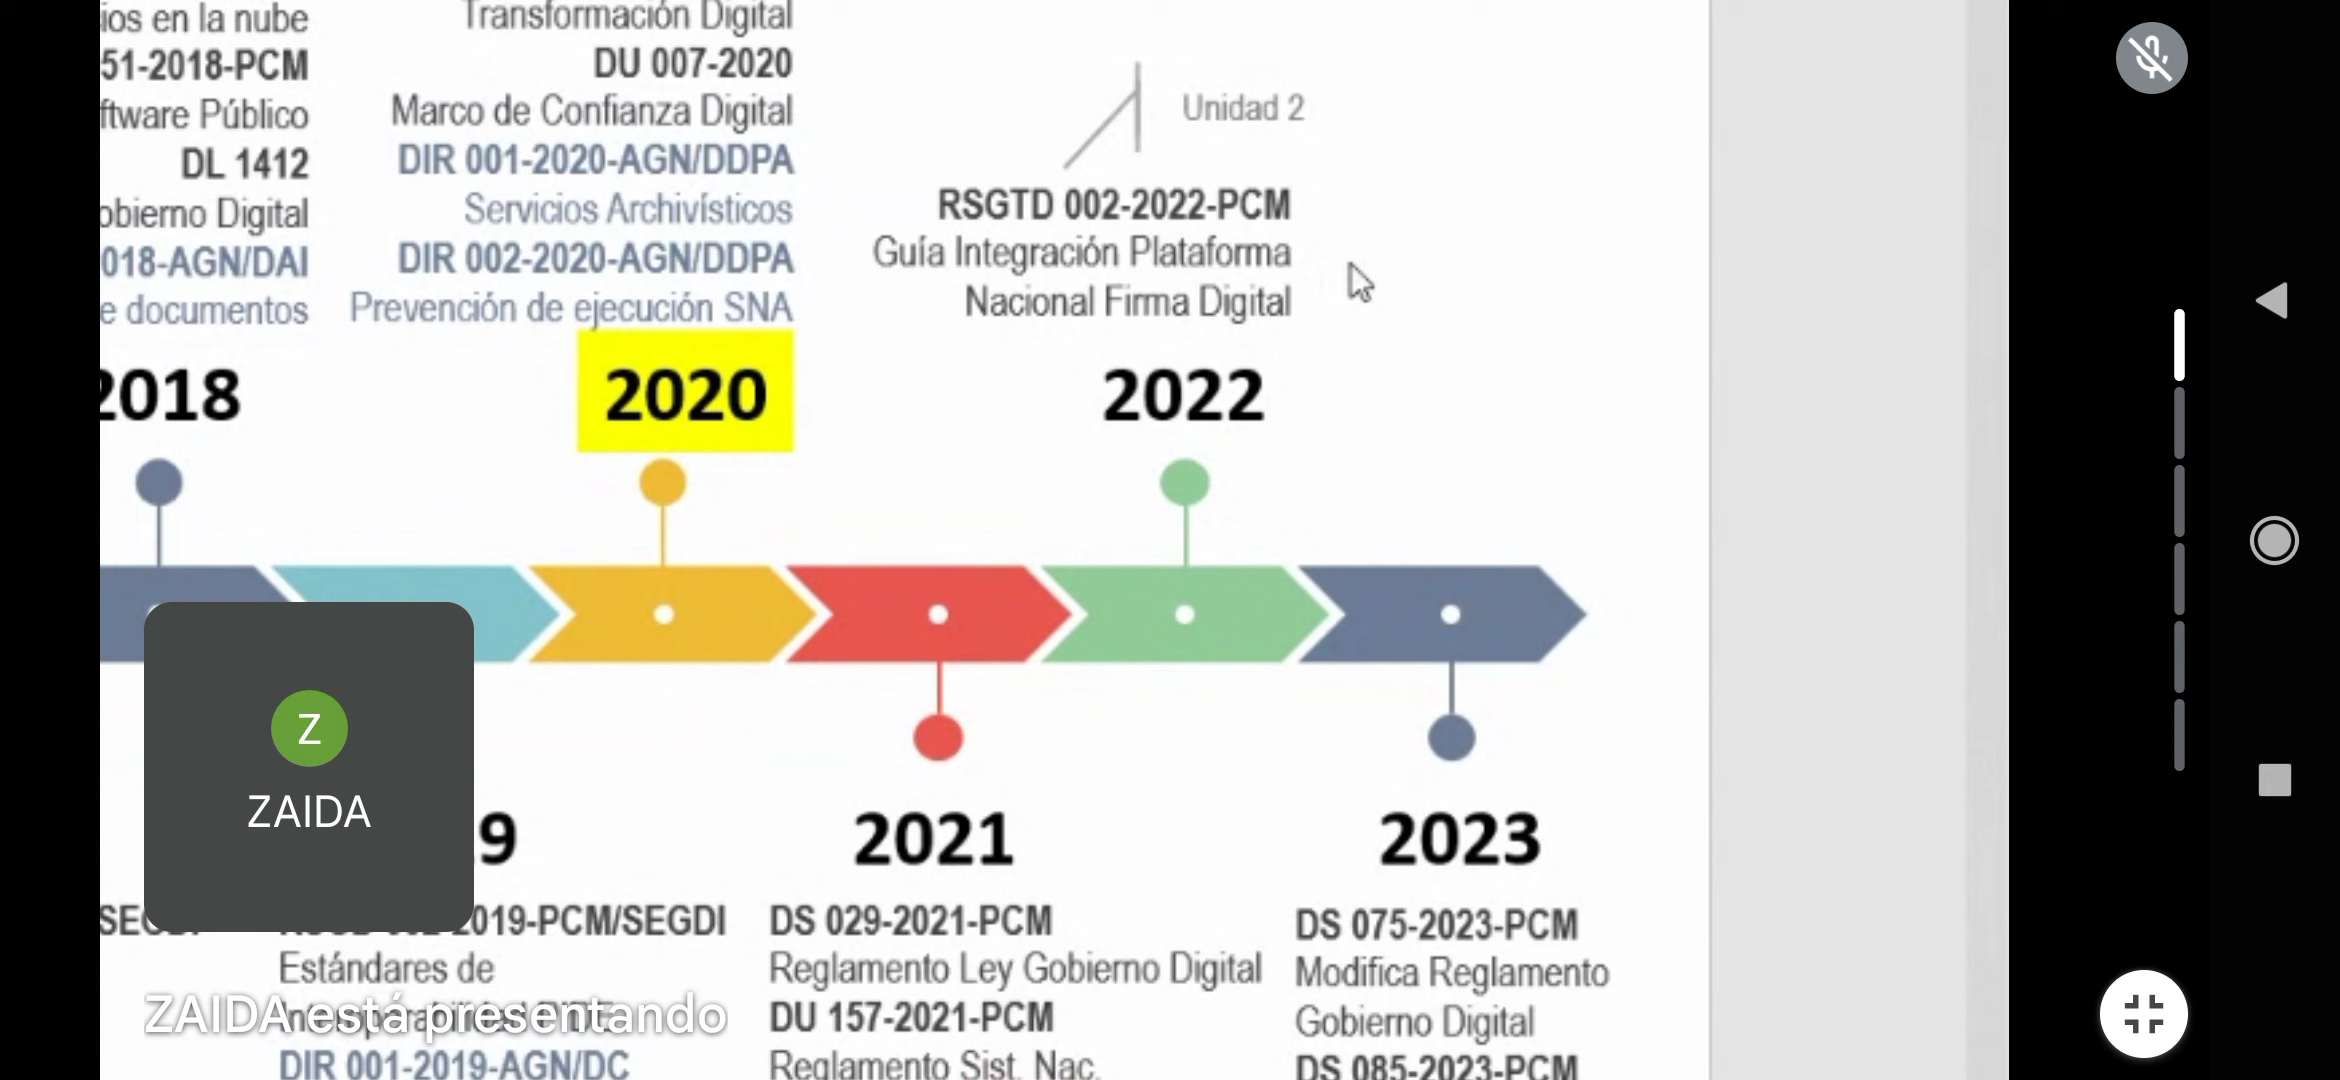 ios en la nube
51-2018-PCM
ftware Público
DL 1412
obierno Digital
018-AGN/DAI
e documentos
2018
Transformación Digital
DU 007-2020
Marco de Confianza Digital
DIR 001-2020-AGN/DDPA
Servicios Archivísticos
DIR 002-2020-AGN/DDPA
Prevención de ejecución SNA
2020
Unidad 2
RSGTD 002-2022-PCM
Guía Integración Plataforma
Nacional Firma Digital
2022
Z
ZAIDA
9
2019-PCM/SEGDI
Estándares de
ZAIDA está presentando
DIR 001-2019-AGN/DC
2021
DS 029-2021-PCM
Reglamento Ley Gobierno Digital
DU 157-2021-PCM
Reglamento Sist. Nac.
2023
DS 075-2023-PCM
Modifica Reglamento
Gobierno Digital
DS 085-2023-PCM